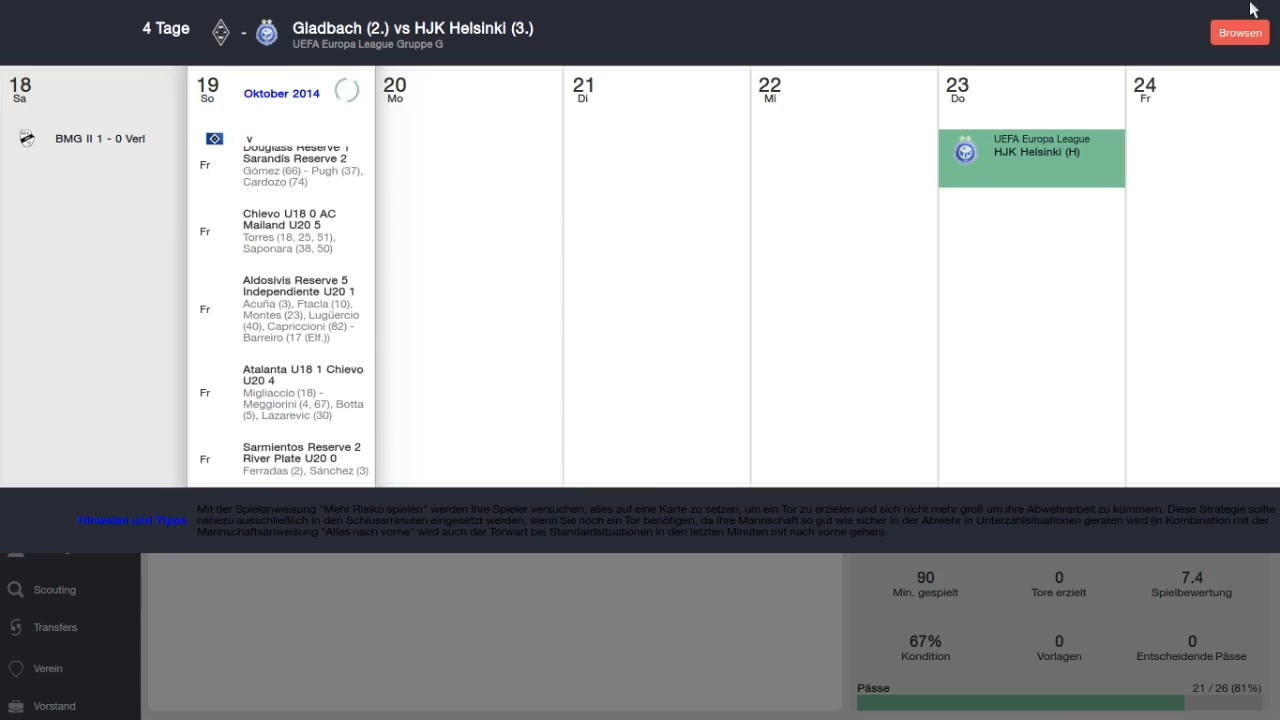 4 Tage
-
Gladbach (2.) vs HJK Helsinki (3.)
UEFA Europa League Gruppe G
Browsen
18
Sa
BMG II 1 - 0 Verl
19
So
Oktober 2014
v
Douglass Reserve 1
Sarandís Reserve 2
Gómez (66) - Pugh (37),
Cardozo (74)
Fr
Chievo U18 0 AC
Mailand U20 5
Torres (18, 25, 51),
Saponara (38, 50)
Fr
Aldosivis Reserve 5
Independiente U20 1
Acuña (3), Ftacla (10),
Montes (23), Lugüercio
(40), Capriccioni (82) -
Barreiro (17 (Elf.))
Fr
Atalanta U18 1 Chievo
U20 4
Migliaccio (18) -
Meggiorini (4, 67), Botta
(5), Lazarevic (30)
Fr
Sarmientos Reserve 2
River Plate U20 0
Ferradas (2), Sánchez (3)
Fr
20
Mo
21
Di
22
Mi
23
Do
UEFA Europa League
HJK Helsinki (H)
24
Fr
Hinweise und Tipps
Mit der Spielanweisung "Mehr Risiko spielen" werden Ihre Spieler versuchen, alles auf eine Karte zu setzen, um ein Tor zu erzielen und sich nicht mehr groß um ihre Abwehrarbeit zu kümmern. Diese Strategie sollte
nahezu ausschließlich in den Schlussminuten eingesetzt werden, wenn Sie noch ein Tor benötigen, da Ihre Mannschaft so gut wie sicher in der Abwehr in Unterzahlsituationen geraten wird (in Kombination mit der
Mannschaftsanweisung "Alles nach vorne" wird auch der Torwart bei Standardsituationen in den letzten Minuten mit nach vorne gehen).
Scouting
Transfers
Verein
Vorstand
90
Min. gespielt
0
Tore erzielt
7.4
Spielbewertung
67%
Kondition
0
Vorlagen
0
Entscheidende Pässe
Pässe
21 / 26 (81%)